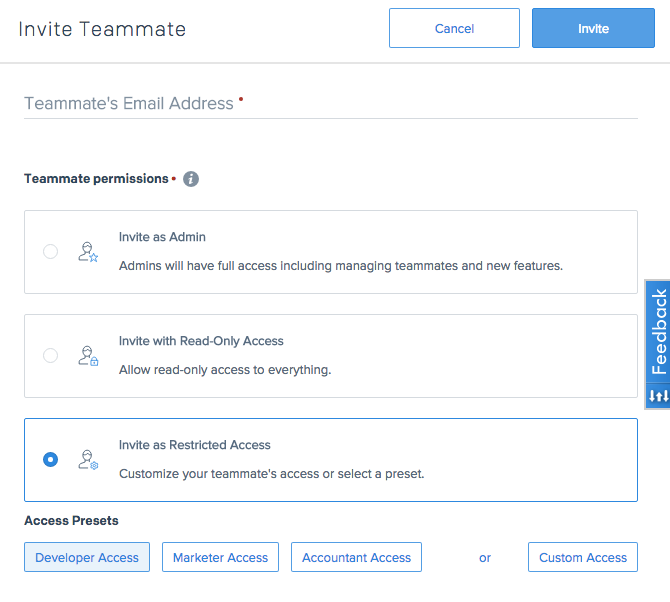 Invite Teammate
Cancel
Invite
Teammate's Email Address •
Teammate permissions • i
Invite as Admin
Admins will have full access including managing teammates and new features.
Feedback
Invite with Read-Only Access
Allow read-only access to everything.
Invite as Restricted Access
Customize your teammate's access or select a preset.
Access Presets
Developer Access
Marketer Access
Accountant Access
or
Custom Access